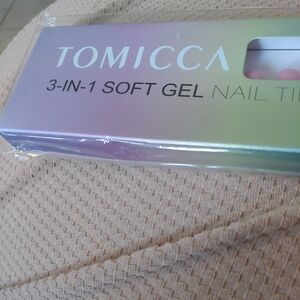 TOMICCA
3-IN-1 SOFT GEL NAIL TI